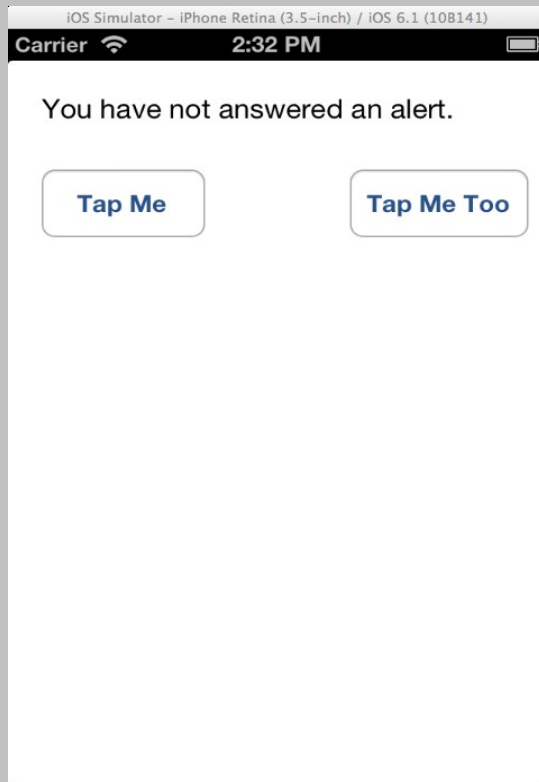 iOS Simulator - iPhone Retina (3.5-inch) / iOS 6.1 (10B141)
Carrier 2:32 PM
You have not answered an alert.
Tap Me Tap Me Too